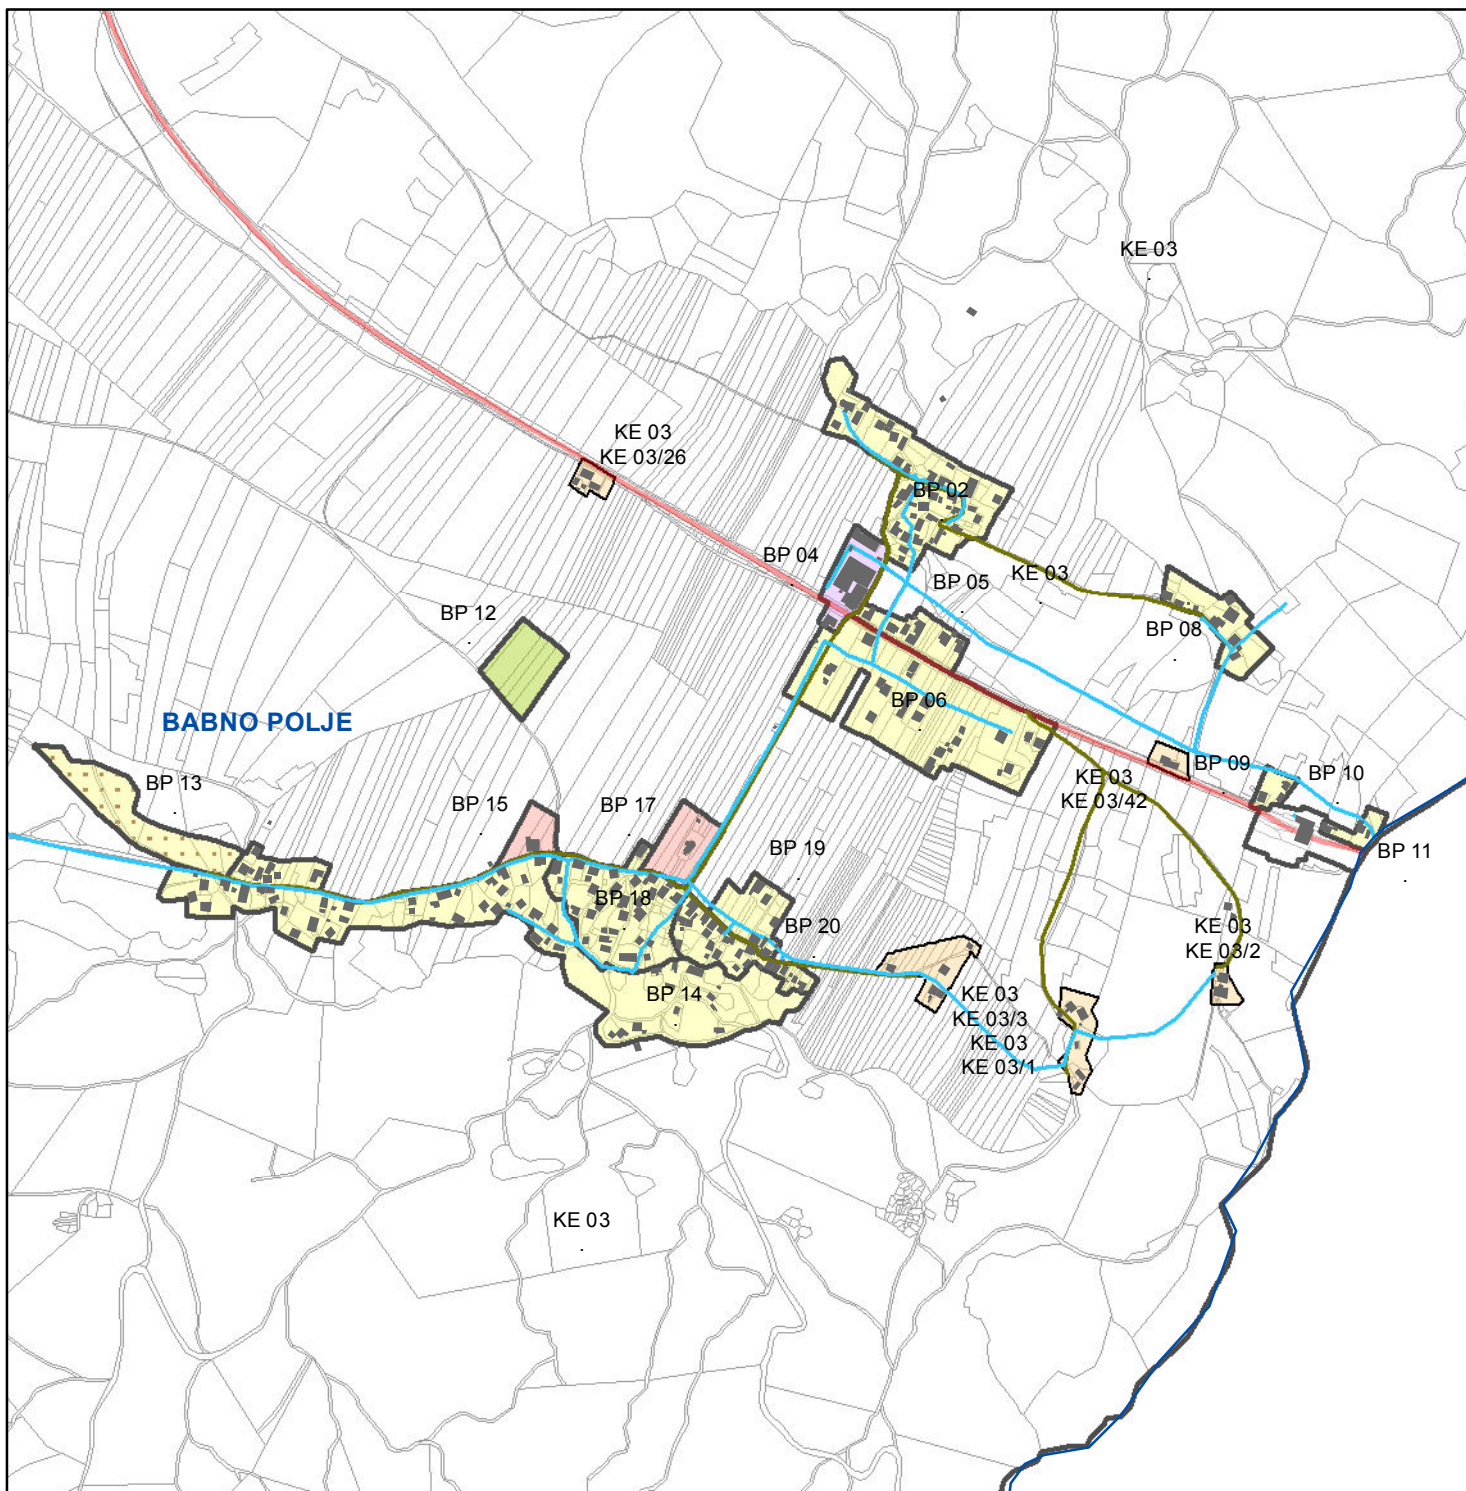 KE 03
KE 03
KE 03/26
BP 02
BP 04
BP 05
KE 03
BP 12
BP 08
BP 06
BABNO POLJE
BP 13
BP 09
BP 10
KE 03
KE 03/42
BP 15
BP 17
BP 19
BP 11
BP 18
BP 20
KE 03
KE 03/2
BP 14
KE 03
KE 03/3
KE 03
KE 03/1
KE 03